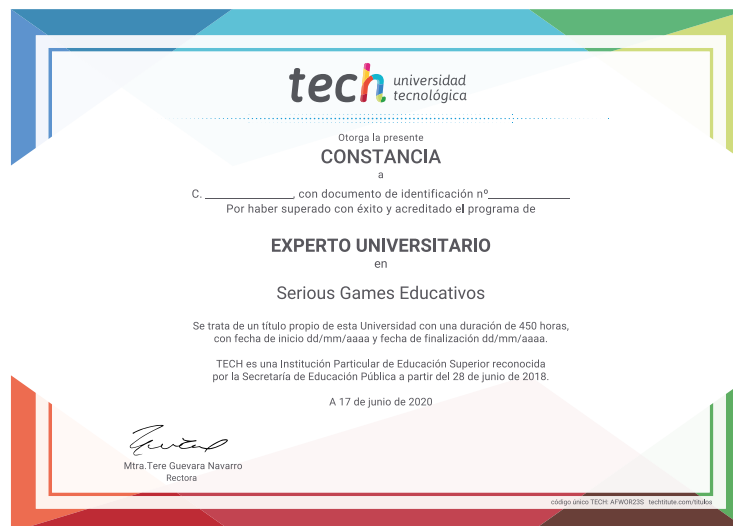 tech universidad
tecnológica
Otorga la presente
CONSTANCIA
a
C. ______________, con documento de identificación nº______________
Por haber superado con éxito y acreditado el programa de
EXPERTO UNIVERSITARIO
en
Serious Games Educativos
Se trata de un título propio de esta Universidad con una duración de 450 horas,
con fecha de inicio dd/mm/aaaa y fecha de finalización dd/mm/aaaa.
TECH es una Institución Particular de Educación Superior reconocida
por la Secretaría de Educación Pública a partir del 28 de junio de 2018.
A 17 de junio de 2020
Mtra.Tere Guevara Navarro
Rectora
código único TECH: AFWOR23S techtitute.com/titulos